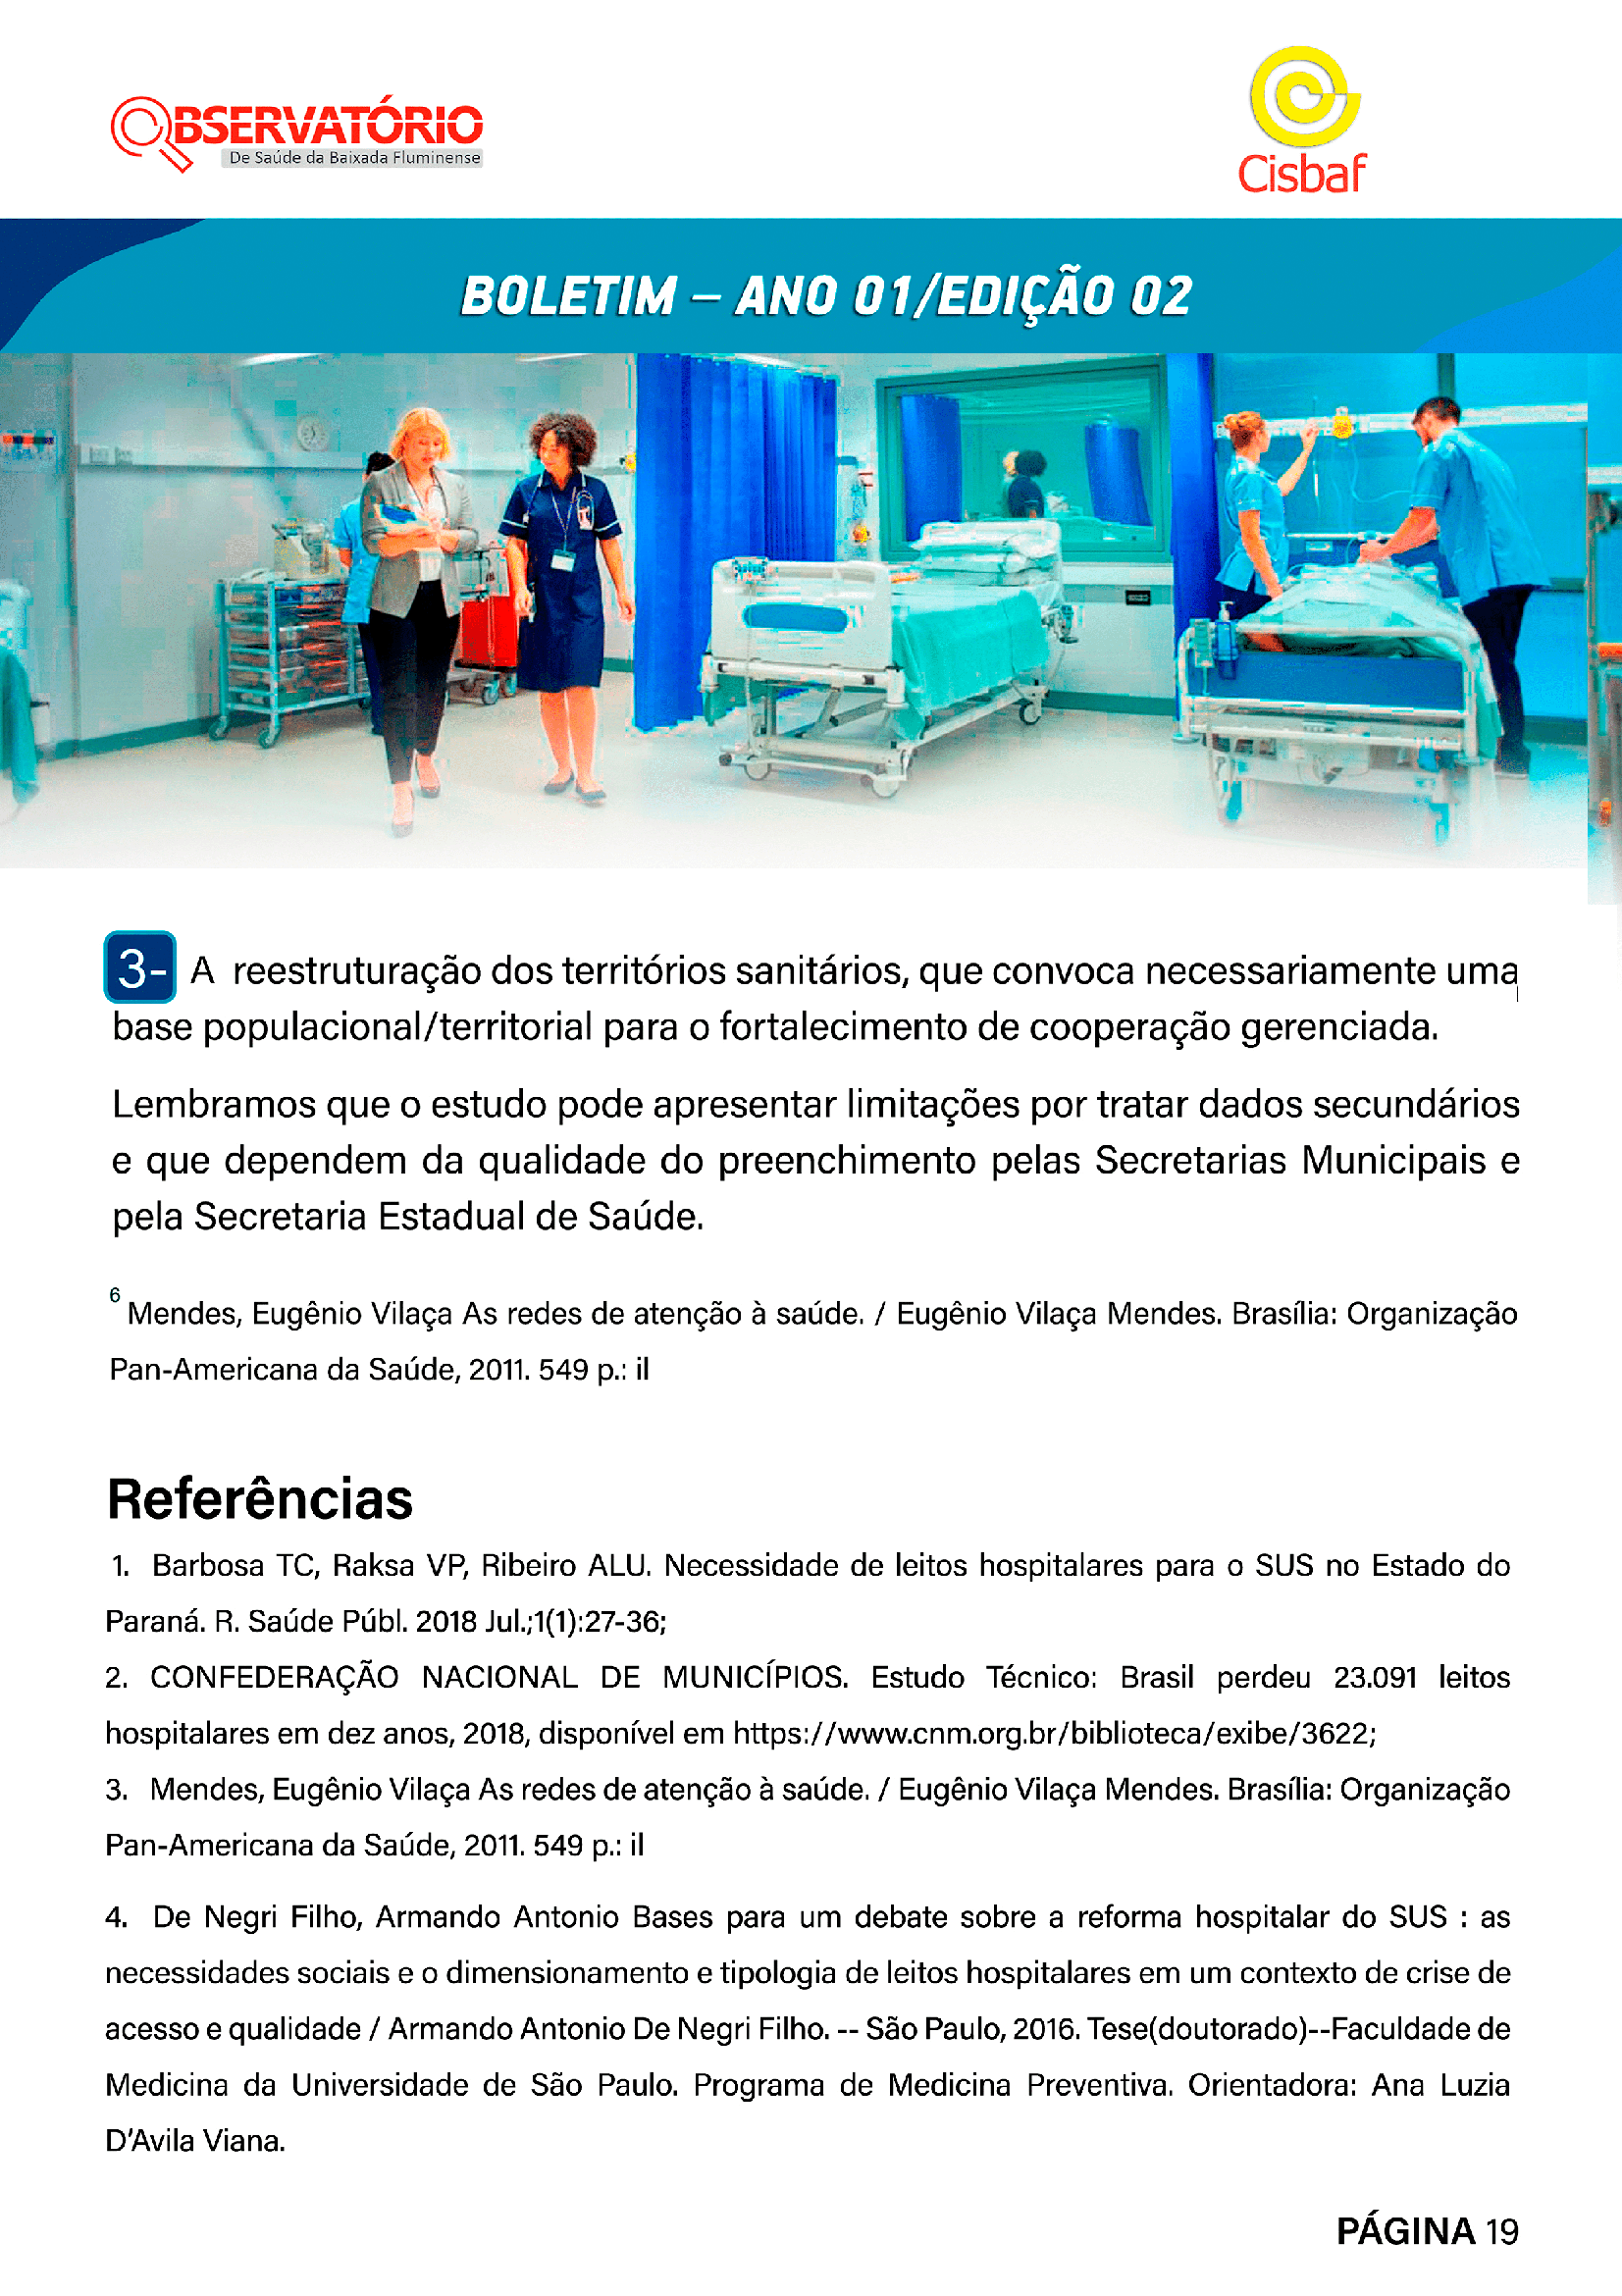 OBSERVATÓRIO
De Saúde da Baixada Fluminense
Cisbaf
BOLETIM – ANO 01/EDIÇÃO 02
3- A reestruturação dos territórios sanitários, que convoca necessariamente uma
base populacional/territorial para o fortalecimento de cooperação gerenciada.
Lembramos que o estudo pode apresentar limitações por tratar dados secundários
e que dependem da qualidade do preenchimento pelas Secretarias Municipais e
pela Secretaria Estadual de Saúde.
6 Mendes, Eugênio Vilaça As redes de atenção à saúde. / Eugênio Vilaça Mendes. Brasília: Organização
Pan-Americana da Saúde, 2011. 549 p.: il
Referências
1. Barbosa TC, Raksa VP, Ribeiro ALU. Necessidade de leitos hospitalares para o SUS no Estado do
Paraná. R. Saúde Públ. 2018 Jul.;1(1):27-36;
2. CONFEDERAÇÃO NACIONAL DE MUNICÍPIOS. Estudo Técnico: Brasil perdeu 23.091 leitos
hospitalares em dez anos, 2018, disponível em https://www.cnm.org.br/biblioteca/exibe/3622;
3. Mendes, Eugênio Vilaça As redes de atenção à saúde. / Eugênio Vilaça Mendes. Brasília: Organização
Pan-Americana da Saúde, 2011. 549 p.: il
4. De Negri Filho, Armando Antonio Bases para um debate sobre a reforma hospitalar do SUS : as
necessidades sociais e o dimensionamento e tipologia de leitos hospitalares em um contexto de crise de
acesso e qualidade / Armando Antonio De Negri Filho. -- São Paulo, 2016. Tese(doutorado)--Faculdade de
Medicina da Universidade de São Paulo. Programa de Medicina Preventiva. Orientadora: Ana Luzia
D'Avila Viana.
PÁGINA 19